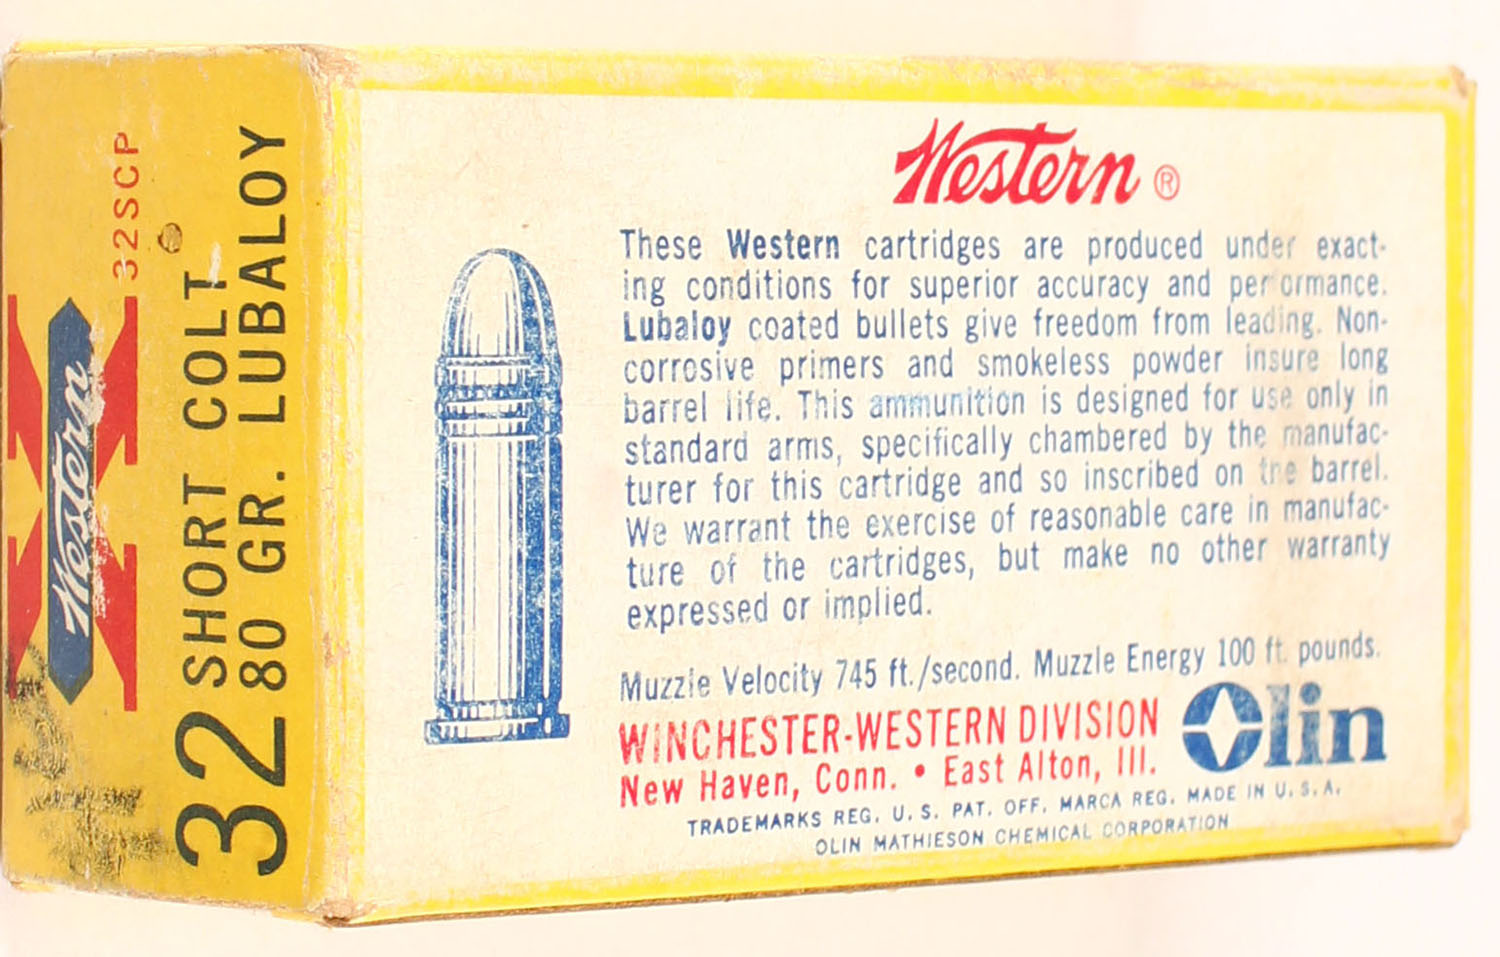 32SCP
Western
32 SHORT COLT
80 GR. LUBALOY
Western ®
These Western cartridges are produced under exact-
ing conditions for superior accuracy and performance.
Lubaloy coated bullets give freedom from leading. Non-
corrosive primers and smokeless powder insure long
barrel life. This ammunition is designed for use only in
standard arms, specifically chambered by the manufac-
turer for this cartridge and so inscribed on the barrel.
We warrant the exercise of reasonable care in manufac-
ture of the cartridges, but make no other warranty
expressed or implied.
Muzzle Velocity 745 ft./second. Muzzle Energy 100 ft. pounds.
WINCHESTER-WESTERN DIVISION
New Haven, Conn. • East Alton, Ill.
Olin
TRADEMARKS REG. U. S. PAT. OFF. MARCA REG. MADE IN U. S. A.
OLIN MATHIESON CHEMICAL CORPORATION